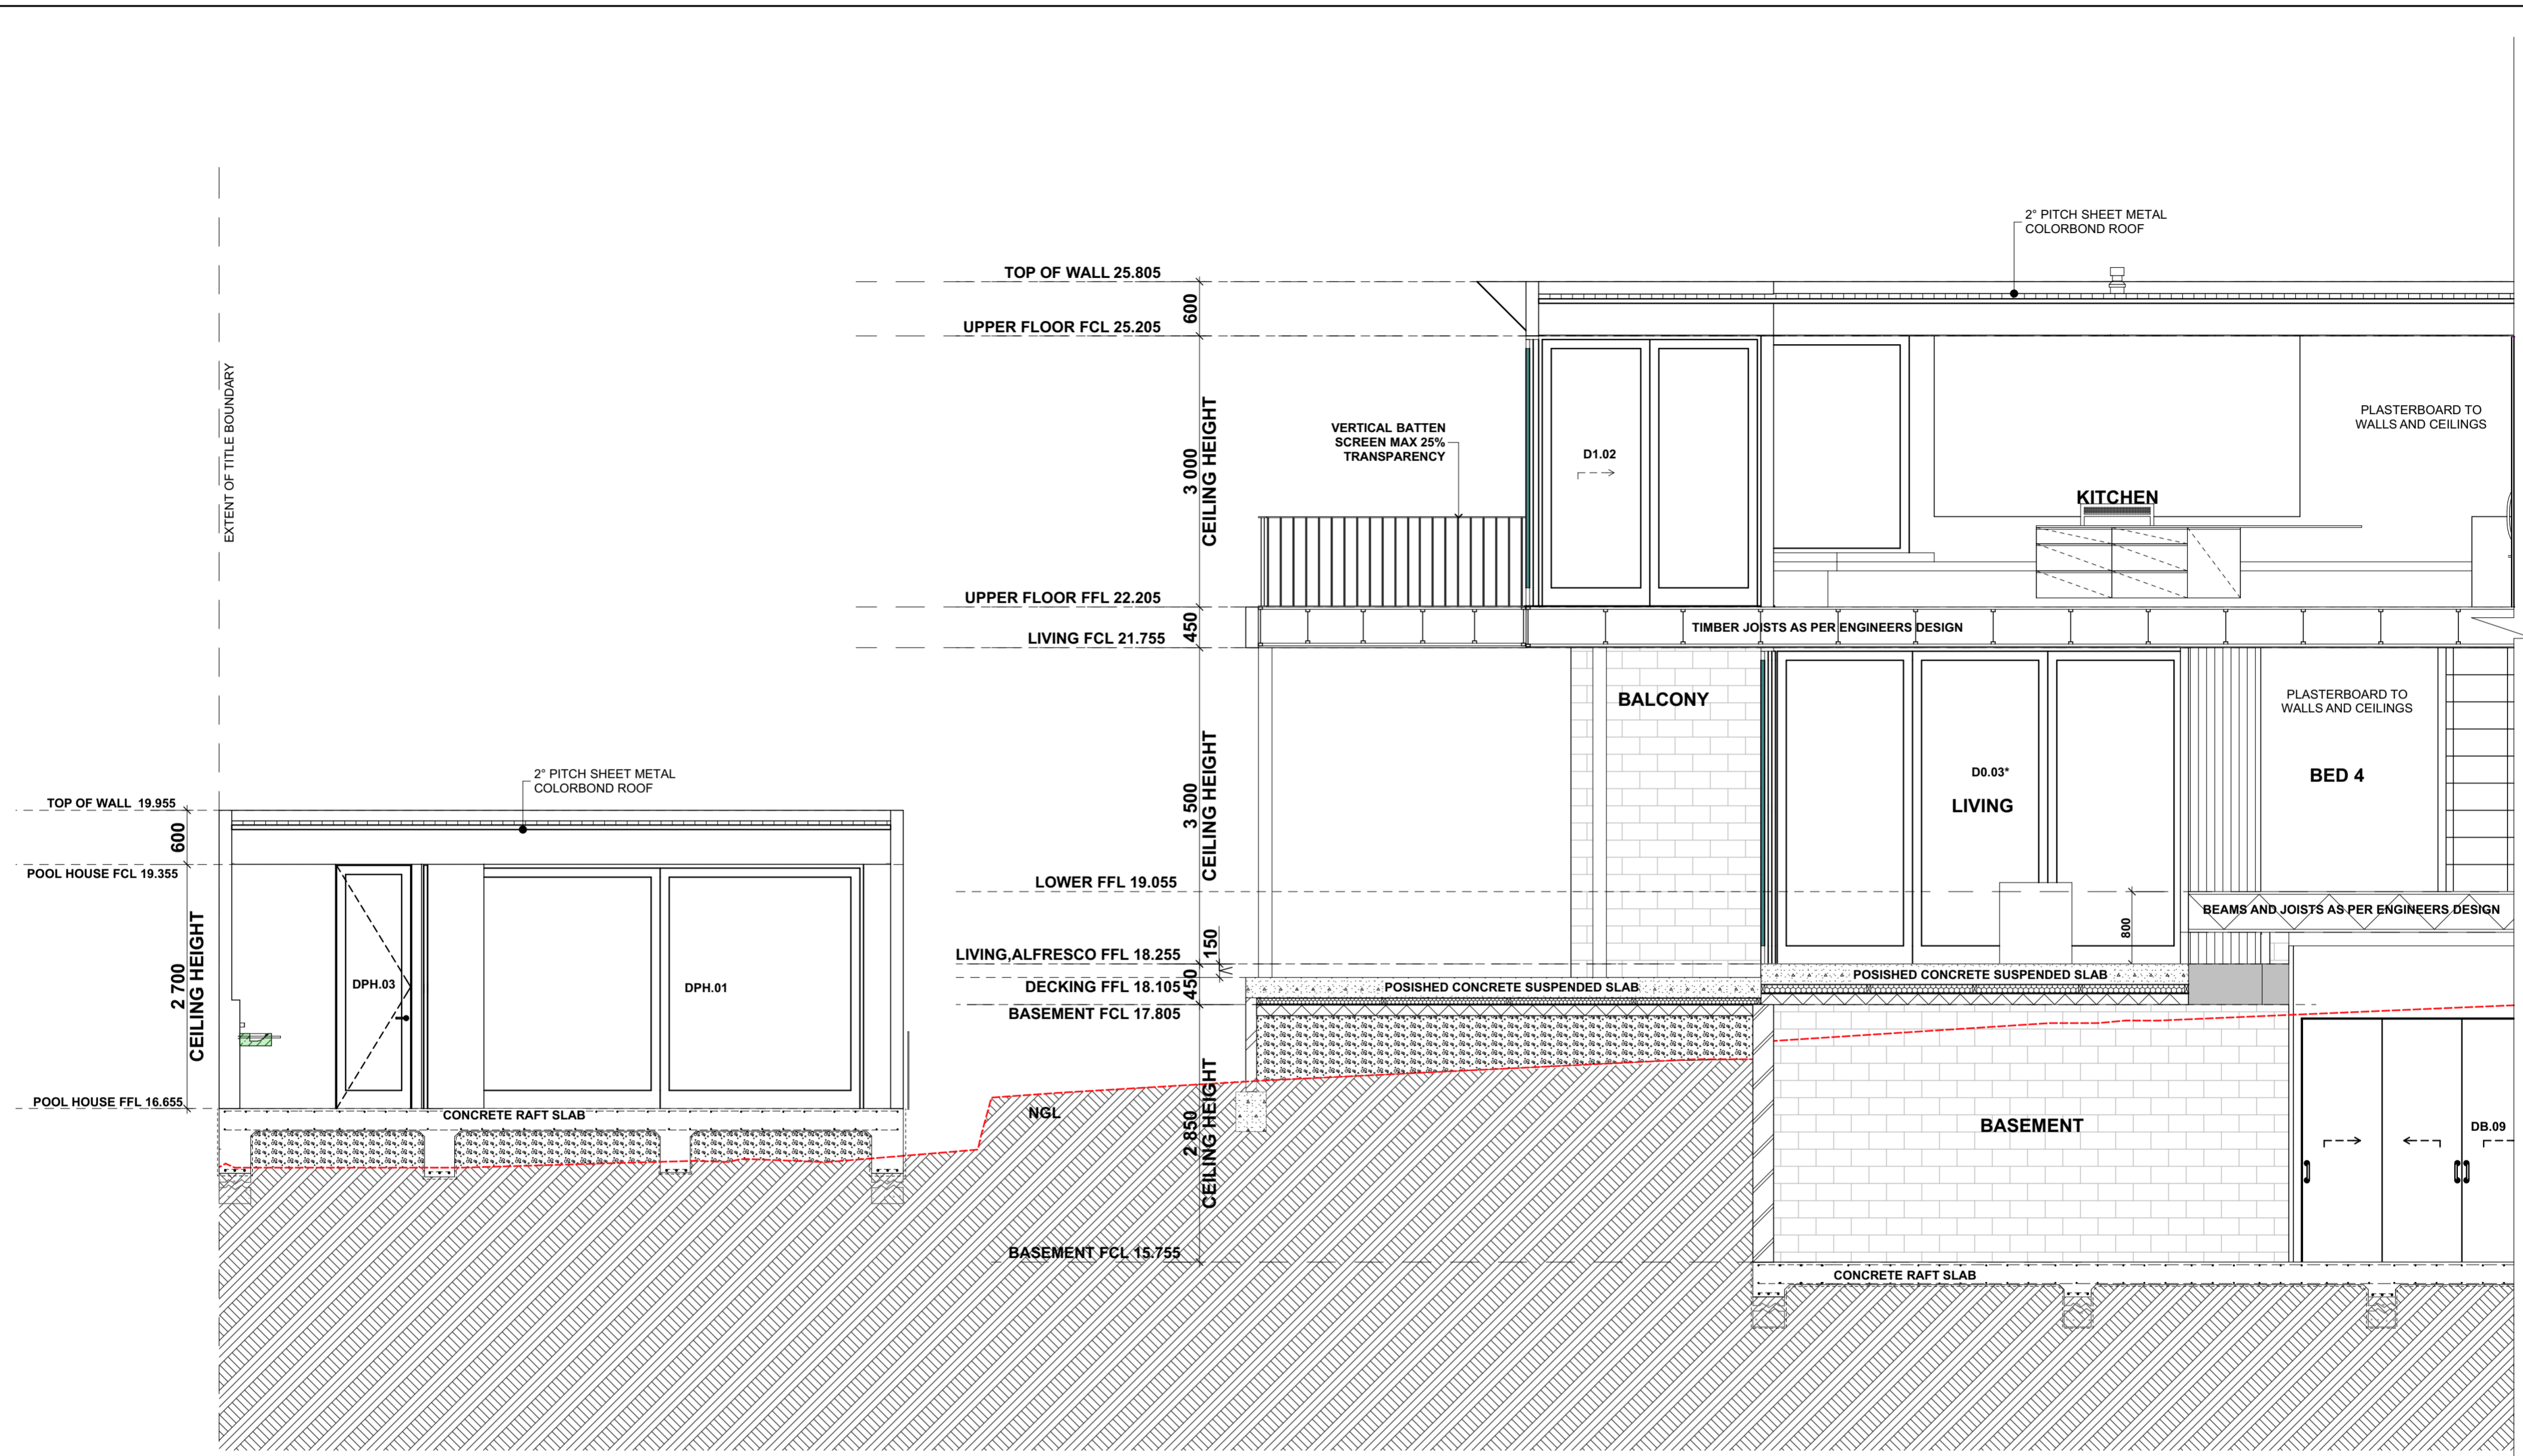 2° PITCH SHEET METAL
COLORBOND ROOF
TOP OF WALL 25.805
600
UPPER FLOOR FCL 25.205
EXTENT OF TITLE BOUNDARY
3 000
CEILING HEIGHT
VERTICAL BATTEN
SCREEN MAX 25%
TRANSPARENCY
D1.02
KITCHEN
PLASTERBOARD TO
WALLS AND CEILINGS
UPPER FLOOR FFL 22.205
450
LIVING FCL 21.755
TIMBER JOISTS AS PER ENGINEERS DESIGN
BALCONY
PLASTERBOARD TO
WALLS AND CEILINGS
BED 4
3 500
CEILING HEIGHT
D0.03*
LIVING
2° PITCH SHEET METAL
COLORBOND ROOF
TOP OF WALL 19.955
600
POOL HOUSE FCL 19.355
LOWER FFL 19.055
BEAMS AND JOISTS AS PER ENGINEERS DESIGN
800
2 700
CEILING HEIGHT
DPH.03
DPH.01
150
LIVING,ALFRESCO FFL 18.255
450
DECKING FFL 18.105
POSISHED CONCRETE SUSPENDED SLAB
POSISHED CONCRETE SUSPENDED SLAB
BASEMENT FCL 17.805
POOL HOUSE FFL 16.655
CONCRETE RAFT SLAB
NGL
2 850
CEILING HEIGHT
BASEMENT
DB.09
BASEMENT FCL 15.755
CONCRETE RAFT SLAB